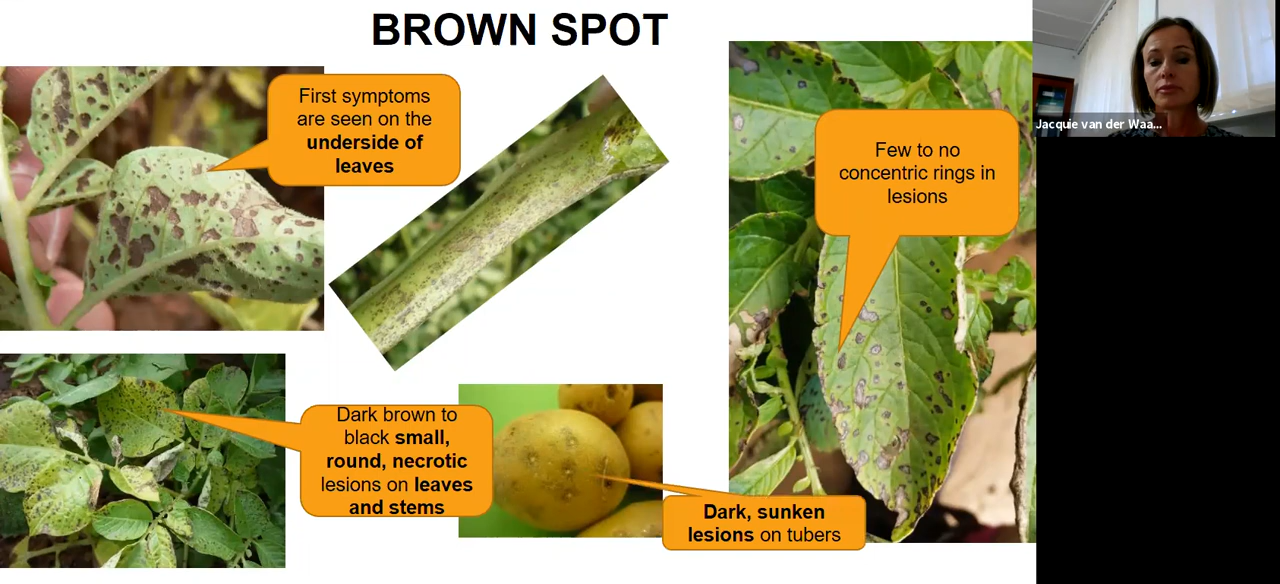 BROWN SPOT
First symptoms
are seen on the
underside of
leaves
Few to no
concentric rings in
lesions
Jacquie van der Waa...
Dark brown to
black small,
round, necrotic
lesions on leaves
and stems
Dark, sunken
lesions on tubers